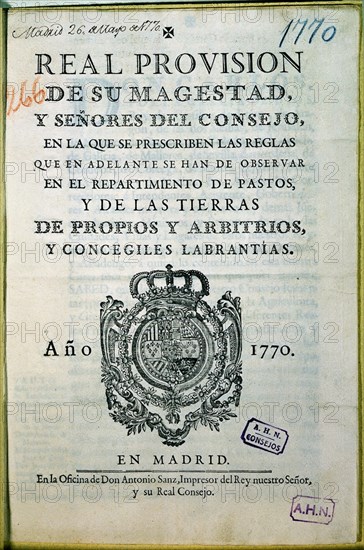 Madrid 26. de Mayo de 1770.
1770
166
REAL PROVISION
DE SU MAGESTAD,
Y SEÑORES DEL CONSEJO,
EN LA QUE SE PRESCRIBEN LAS REGLAS
QUE EN ADELANTE SE HAN DE OBSERVAR
EN EL REPARTIMIENTO DE PASTOS,
Y DE LAS TIERRAS
DE PROPIOS Y ARBITRIOS,
Y CONCEGILES LABRANTÍAS.
Año 1770.
A. H. N.
CONSEJOS
EN MADRID.
En la Oficina de Don Antonio Sanz, Impresor del Rey nuestro Señor,
y su Real Consejo.
A.H.N.
PHOTO12